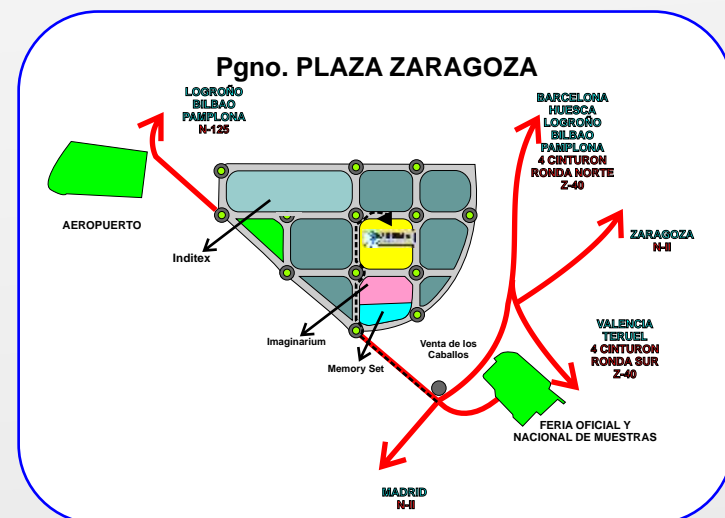 Pgno. PLAZA ZARAGOZA
LOGROÑO
BILBAO
PAMPLONA
N-125
BARCELONA
HUESCA
LOGROÑO
BILBAO
PAMPLONA
4 CINTURON
RONDA NORTE
Z-40
AEROPUERTO
ZARAGOZA
N-II
Inditex
VALENCIA
TERUEL
4 CINTURON
RONDA SUR
Z-40
Imaginarium
Venta de los
Caballos
Memory Set
FERIA OFICIAL Y
NACIONAL DE MUESTRAS
MADRID
N-II